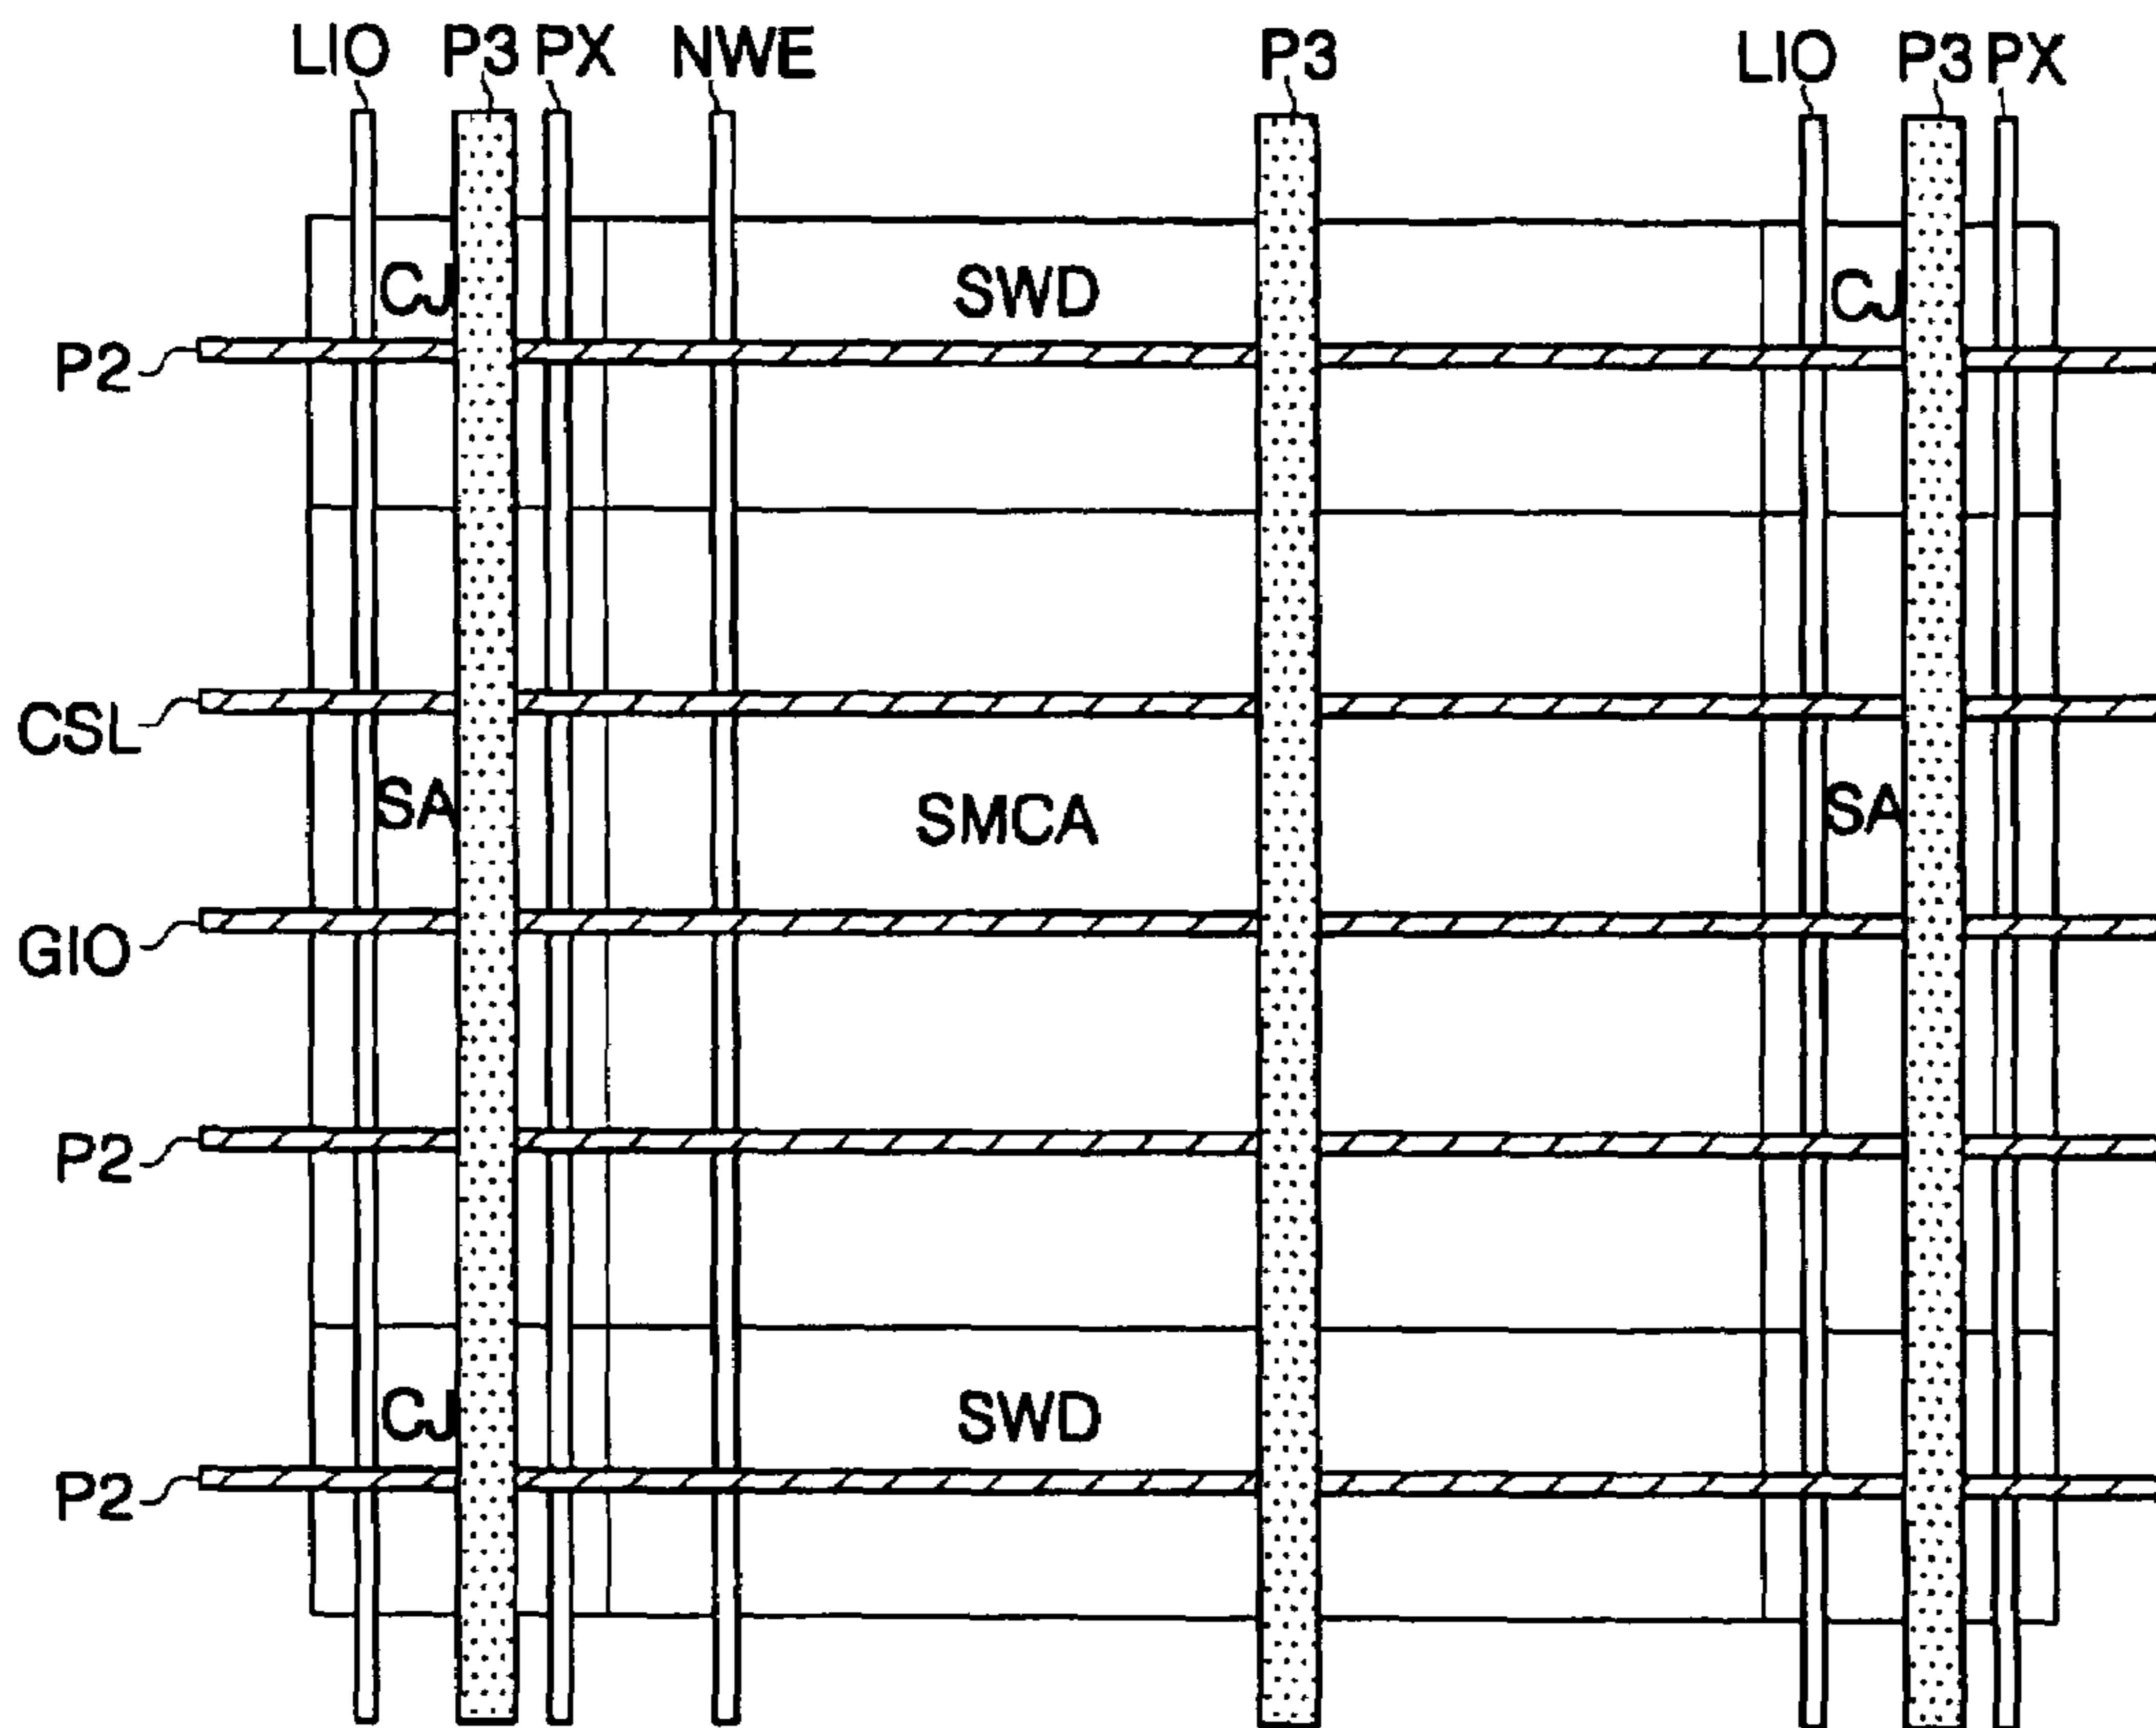 LIO P3 PX NWE P3 LIO P3 PX
CJ SWD CJ
P2
CSL
SA SMCA SA
GIO
P2
CJ SWD
P2